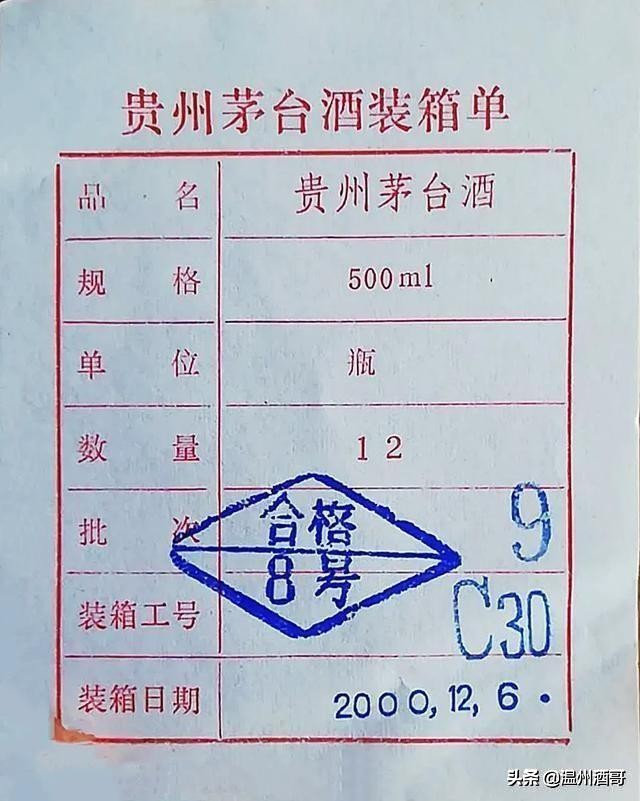 贵州茅台酒装箱单
品名 贵州茅台酒
规格 500ml
单位 瓶
数量 12
批次 9
合格
8号
装箱工号 C30
装箱日期 2000,12,6.
头条 @温州酒哥